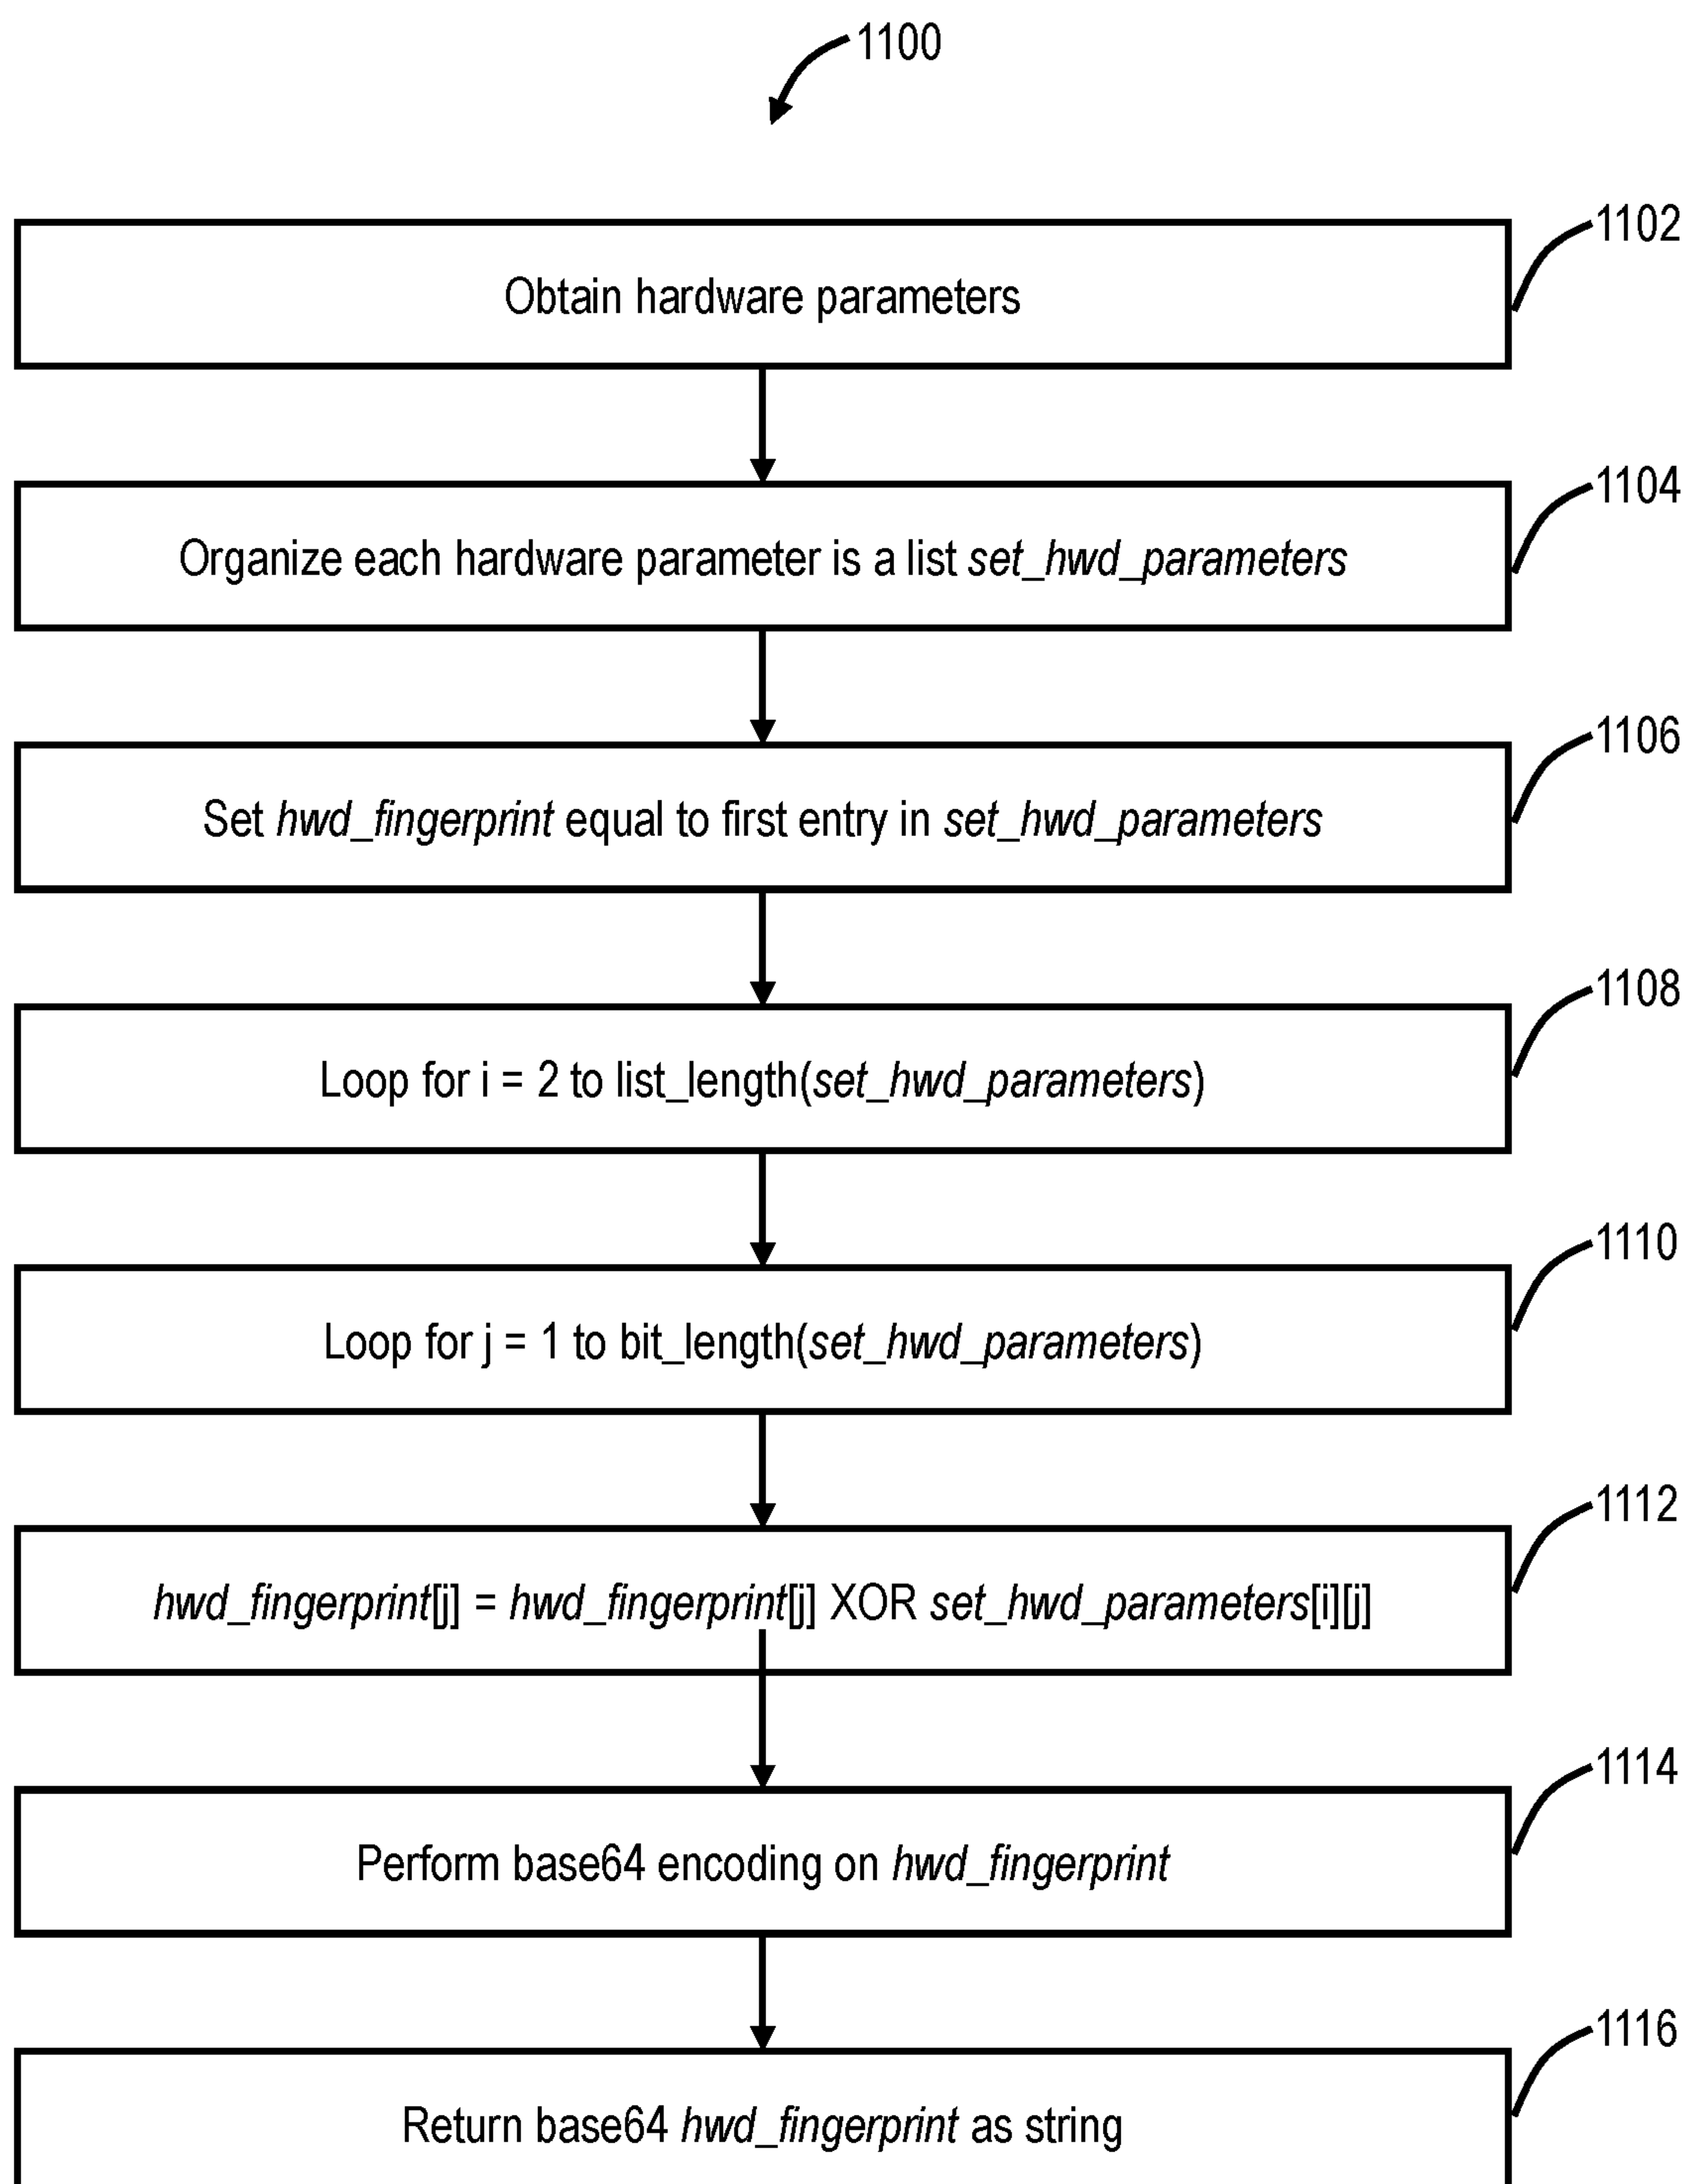 1100
1102
Obtain hardware parameters
1104
Organize each hardware parameter is a list set_hwd_parameters
1106
Set hwd_fingerprint equal to first entry in set_hwd_parameters
1108
Loop for i = 2 to list_length(set_hwd_parameters)
1110
Loop for j = 1 to bit_length(set_hwd_parameters)
1112
hwd_fingerprint[j] = hwd_fingerprint[j] XOR set_hwd_parameters[i][j]
1114
Perform base64 encoding on hwd_fingerprint
1116
Return base64 hwd_fingerprint as string